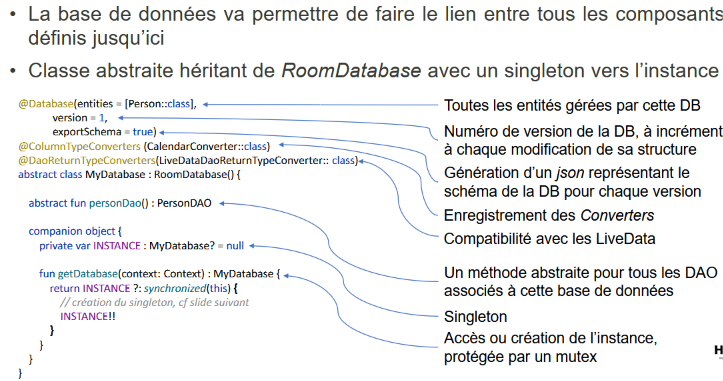 • La base de données va permettre de faire le lien entre tous les composants
définis jusqu'ici
• Classe abstraite héritant de RoomDatabase avec un singleton vers l'instance
@Database(entities = [Person::class],
version = 1,
exportSchema = true)
@ColumnTypeConverters (CalendarConverter::class)
@DaoReturnTypeConverters(LiveDataDaoReturnTypeConverter:: class)
abstract class MyDatabase : RoomDatabase() {
abstract fun personDao() : PersonDAO
companion object {
private var INSTANCE : MyDatabase? = null
fun getDatabase(context: Context) : MyDatabase {
return INSTANCE ?: synchronized(this) {
// création du singleton, cf slide suivant
INSTANCE!!
}
}
}
}
Toutes les entités gérées par cette DB
Numéro de version de la DB, à incrément
à chaque modification de sa structure
Génération d'un json représentant le
schéma de la DB pour chaque version
Enregistrement des Converters
Compatibilité avec les LiveData
Un méthode abstraite pour tous les DAO
associés à cette base de données
Singleton
Accès ou création de l'instance,
protégée par un mutex
H